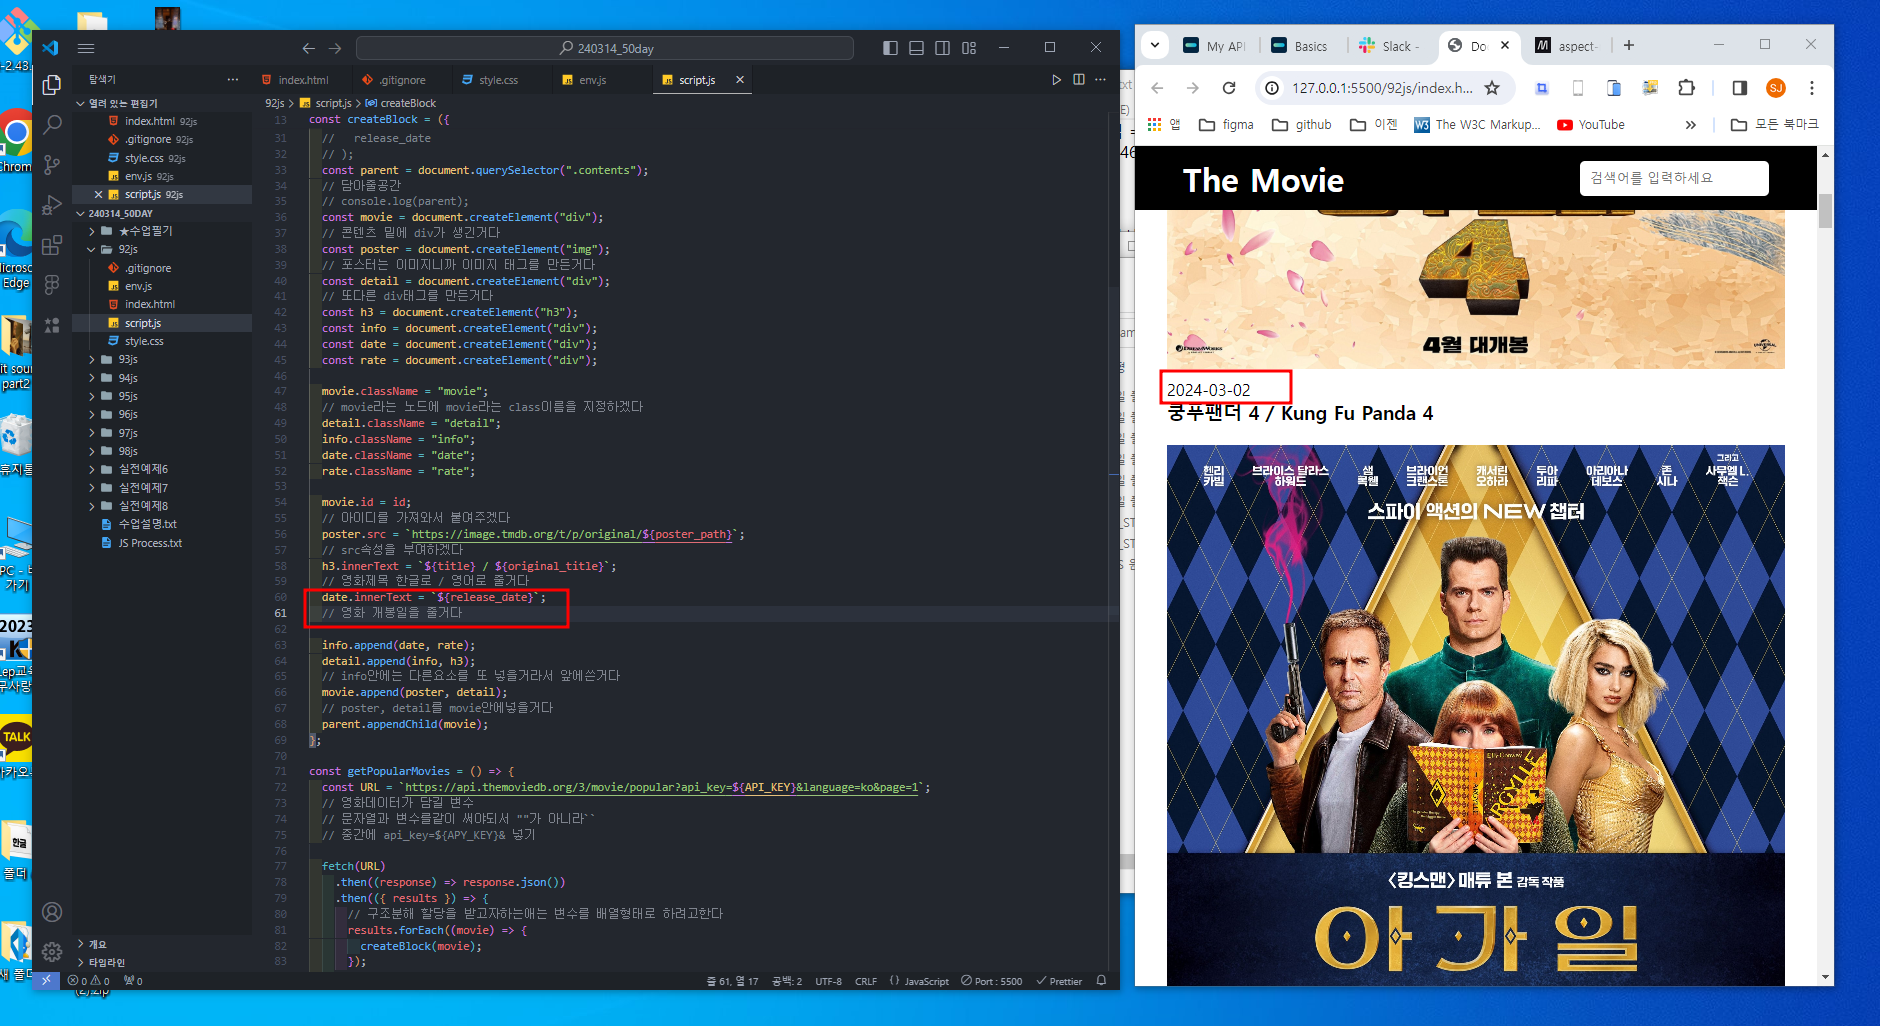 240314_50day
탐색기
index.html
.gitignore
style.css
env.js
script.js
열려 있는 편집기
index.html 92js
.gitignore 92js
style.css 92js
env.js 92js
script.js 92js
240314_50DAY
★수업필기
92js
.gitignore
env.js
index.html
script.js
style.css
93js
94js
95js
96js
97js
98js
실전예제6
실전예제7
실전예제8
수업설명.txt
JS Process.txt
개요
타임라인
92js > script.js > createBlock
13 const createBlock = ({
31 // release_date
32 // );
33 const parent = document.querySelector(".contents");
34 // 담아줄공간
35 // console.log(parent);
36 const movie = document.createElement("div");
37 // 콘텐츠 밑에 div가 생긴거다
38 const poster = document.createElement("img");
39 // 포스터는 이미지니까 이미지 태그를 만든거다
40 const detail = document.createElement("div");
41 // 또다른 div태그를 만든거다
42 const h3 = document.createElement("h3");
43 const info = document.createElement("div");
44 const date = document.createElement("div");
45 const rate = document.createElement("div");
46
47 movie.className = "movie";
48 // movie라는 노드에 movie라는 class이름을 지정하겠다
49 detail.className = "detail";
50 info.className = "info";
51 date.className = "date";
52 rate.className = "rate";
53
54 movie.id = id;
55 // 아이디를 가져와서 붙여주겠다
56 poster.src = `https://image.tmdb.org/t/p/original/${poster_path}`;
57 // src속성을 부여하겠다
58 h3.innerText = `${title} / ${original_title}`;
59 // 영화제목 한글로 / 영어로 줄거다
60 date.innerText = `${release_date}`;
61 // 영화 개봉일을 줄거다
62
63 info.append(date, rate);
64 detail.append(info, h3);
65 // info안에는 다른요소를 또 넣을거라서 앞에쓴거다
66 movie.append(poster, detail);
67 // poster, detail를 movie안에넣을거다
68 parent.appendChild(movie);
69 };
70
71 const getPopularMovies = () => {
72 const URL = `https://api.themoviedb.org/3/movie/popular?api_key=${API_KEY}&language=ko&page=1`;
73 // 영화데이터가 담길 변수
74 // 문자열과 변수를같이 써야되서 ""가 아니라``
75 // 중간에 api_key=${APY_KEY}& 넣기
76
77 fetch(URL)
78 .then((response) => response.json())
79 .then(({ results }) => {
80 // 구조분해 할당을 받고자하는애는 변수를 배열형태로 하려고한다
81 results.forEach((movie) => {
82 createBlock(movie);
83 });
0 0 0
줄 61, 열 17 공백: 2 UTF-8 CRLF {} JavaScript Port : 5500 Prettier
My AP
Basics
Slack -
Do
aspect-
127.0.0.1:5500/92js/index.h...
SJ
앱 figma github 이젠 The W3C Markup... YouTube » 모든 북마크
The Movie
검색어를 입력하세요
4
4월 대개봉
DREAMWORKS
UNIVERSAL
2024-03-02
쿵푸팬더 4 / Kung Fu Panda 4
헨리 카빌
브라이스 달라스 하워드
샘 록웰
브라이언 크랜스톤
캐서린 오하라
두아 리파
아리아나 데보스
존 시나
그리고 사무엘 L. 잭슨
스파이 액션의 NEW 챕터
ARGYLLE
<킹스맨> 매튜 본 감독 작품
아가일
-2.43.
Chrom
Microso
Edge
it sour
part2
휴지통
PC - 바
가기
2023
폴더
TALK
한글